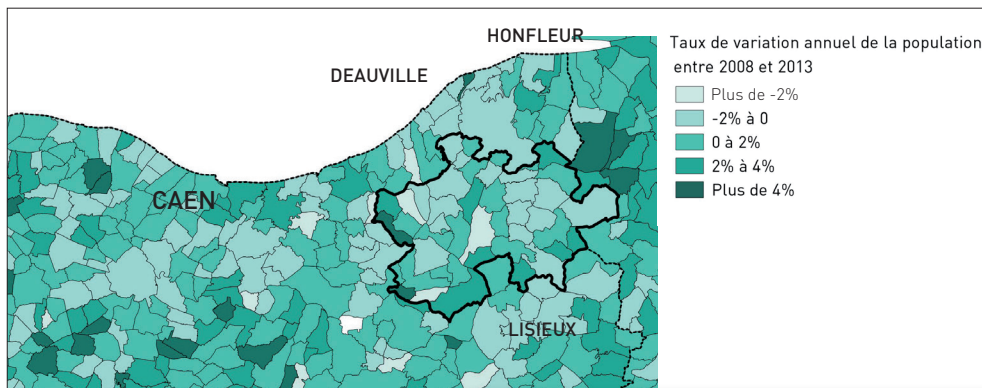 HONFLEUR
DEAUVILLE
CAEN
LISIEUX
Taux de variation annuel de la population
entre 2008 et 2013
Plus de -2%
-2% à 0
0 à 2%
2% à 4%
Plus de 4%